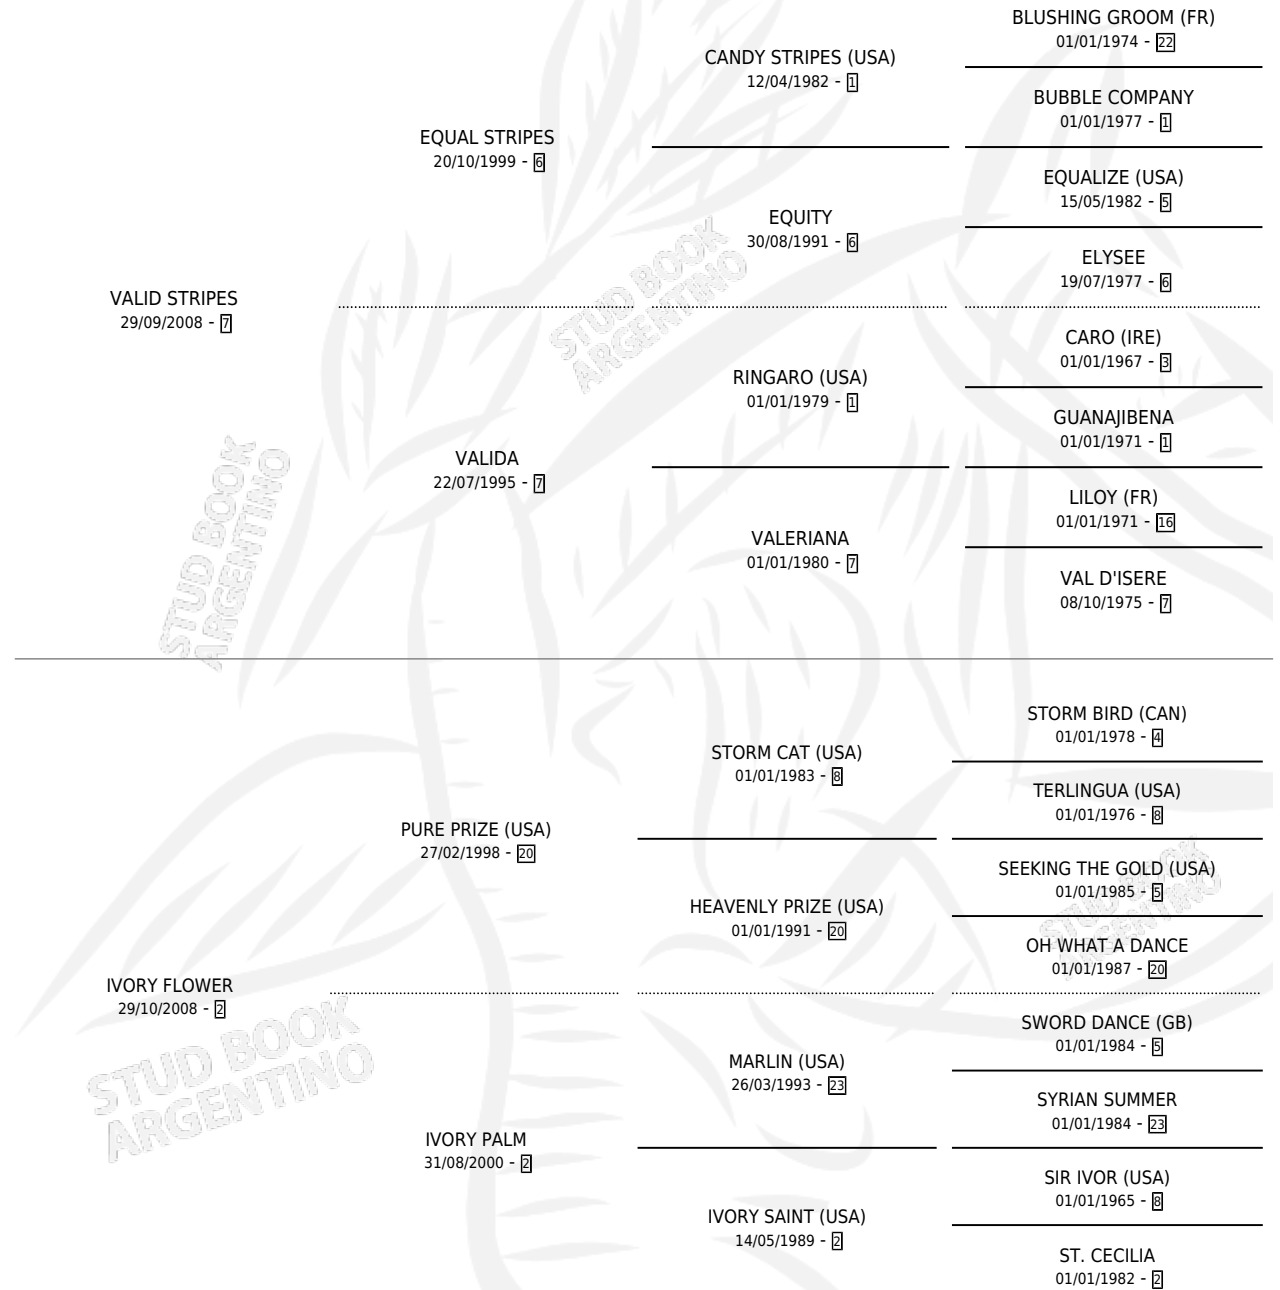 BLUSHING GROOM (FR)
01/01/1974 - 22
CANDY STRIPES (USA)
12/04/1982 - 1
BUBBLE COMPANY
01/01/1977 - 1
EQUAL STRIPES
20/10/1999 - 6
EQUALIZE (USA)
15/05/1982 - 5
EQUITY
30/08/1991 - 6
ELYSEE
19/07/1977 - 6
VALID STRIPES
29/09/2008 - 7
CARO (IRE)
01/01/1967 - 3
RINGARO (USA)
01/01/1979 - 1
GUANAJIBENA
01/01/1971 - 1
VALIDA
22/07/1995 - 7
LILOY (FR)
01/01/1971 - 16
VALERIANA
01/01/1980 - 7
VAL D'ISERE
08/10/1975 - 7
STORM BIRD (CAN)
01/01/1978 - 4
STORM CAT (USA)
01/01/1983 - 8
TERLINGUA (USA)
01/01/1976 - 8
PURE PRIZE (USA)
27/02/1998 - 20
SEEKING THE GOLD (USA)
01/01/1985 - 5
HEAVENLY PRIZE (USA)
01/01/1991 - 20
OH WHAT A DANCE
01/01/1987 - 20
IVORY FLOWER
29/10/2008 - 2
SWORD DANCE (GB)
01/01/1984 - 5
MARLIN (USA)
26/03/1993 - 23
SYRIAN SUMMER
01/01/1984 - 23
IVORY PALM
31/08/2000 - 2
SIR IVOR (USA)
01/01/1965 - 8
IVORY SAINT (USA)
14/05/1989 - 2
ST. CECILIA
01/01/1982 - 2
STUD BOOK
ARGENTINO
STUD BOOK
ARGENTINO
STUD BOOK
ARGENTINO
STUD BOOK
ARGENTINO